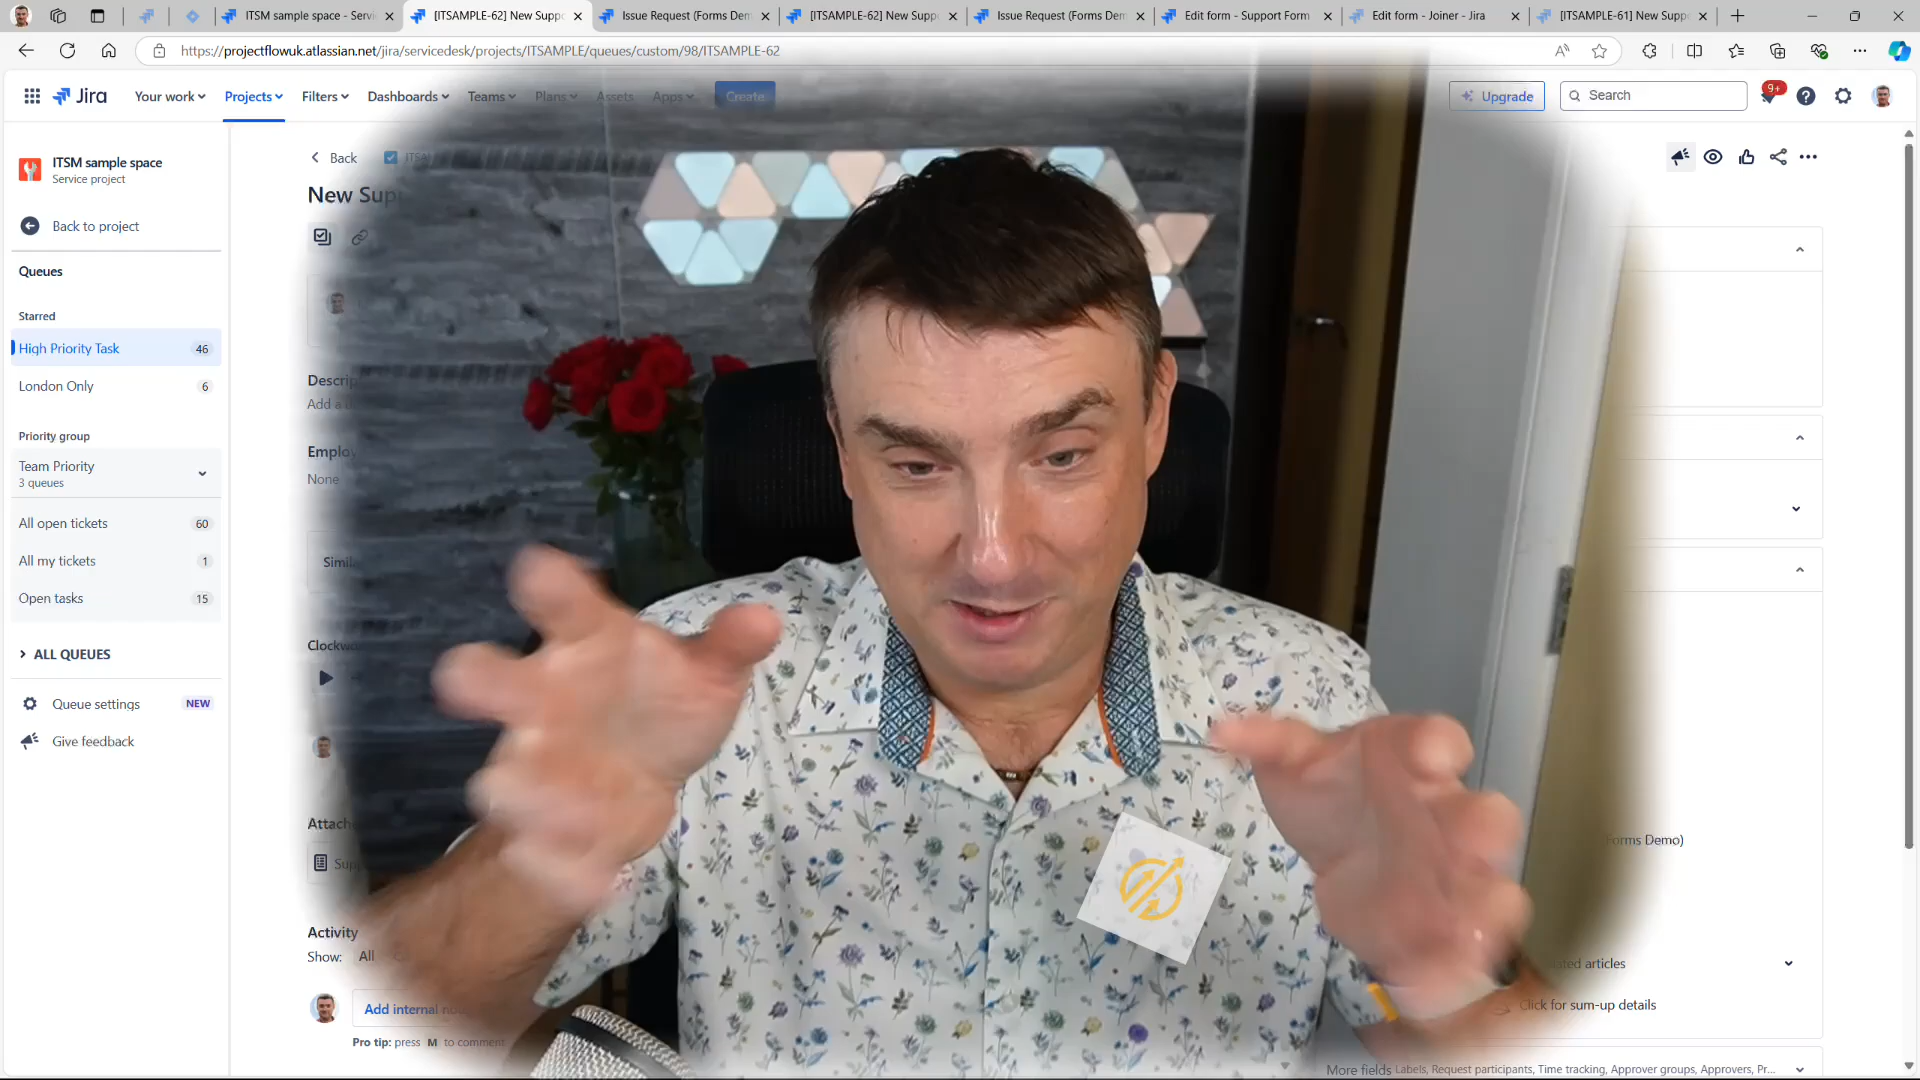 ITSM sample space - Servic
[ITSAMPLE-62] New Suppo
Issue Request (Forms Dem
[ITSAMPLE-62] New Suppo
Issue Request (Forms Dem
Edit form - Support Form
Edit form - Joiner - Jira
[ITSAMPLE-61] New Suppo
https://projectflowuk.atlassian.net/jira/servicedesk/projects/ITSAMPLE/queues/custom/98/ITSAMPLE-62
Jira
Your work
Projects
Filters
Dashboards
Teams
Plans
Assets
Apps
Create
Upgrade
Search
9+
ITSM sample space
Service project
Back to project
Queues
Starred
High Priority Task 46
London Only 6
Priority group
Team Priority
3 queues
All open tickets 60
All my tickets 1
Open tasks 15
ALL QUEUES
Queue settings NEW
Give feedback
Back
New Supp
Descrip
Add a d
Employ
None
Simil
Clockwo
Attach
Supp
Activity
Show: All
Add internal no
Pro tip: press M to comment
Forms Demo)
ated articles
Click for sum-up details
More fields Labels, Request participants, Time tracking, Approver groups, Approvers, Pr...